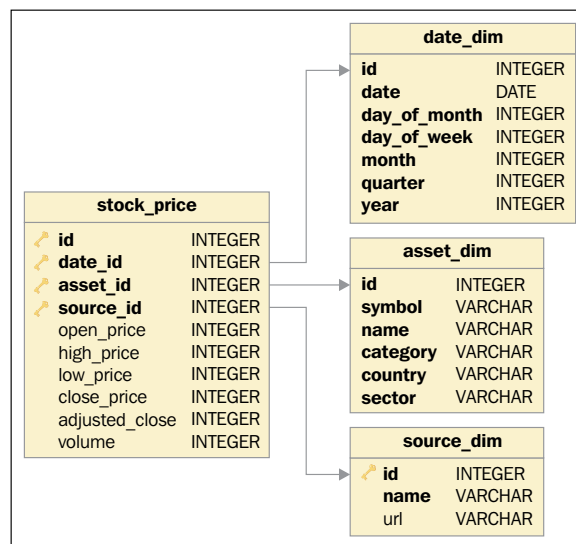 date_dim
id INTEGER
date DATE
day_of_month INTEGER
day_of_week INTEGER
month INTEGER
quarter INTEGER
year INTEGER
stock_price
id INTEGER
date_id INTEGER
asset_id INTEGER
source_id INTEGER
open_price INTEGER
high_price INTEGER
low_price INTEGER
close_price INTEGER
adjusted_close INTEGER
volume INTEGER
asset_dim
id INTEGER
symbol VARCHAR
name VARCHAR
category VARCHAR
country VARCHAR
sector VARCHAR
source_dim
id INTEGER
name VARCHAR
url VARCHAR